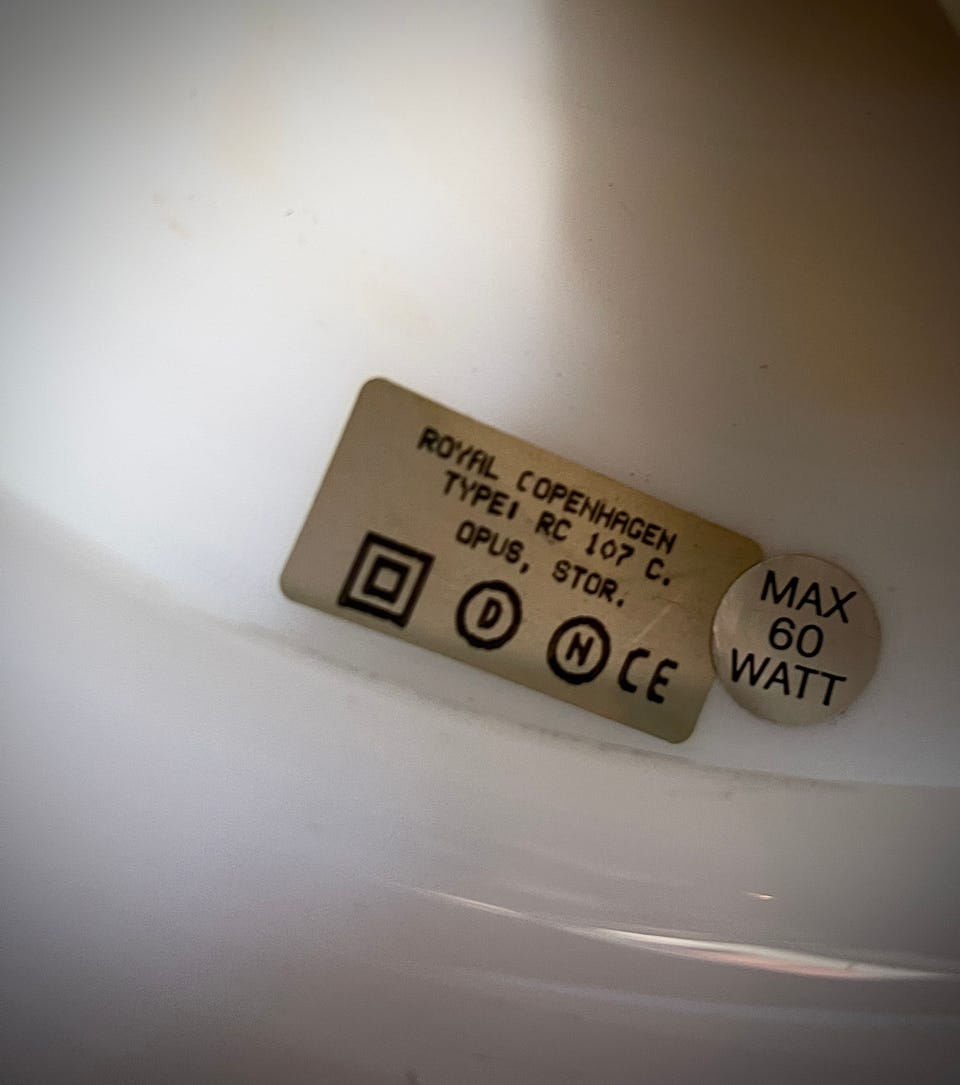 ROYAL COPENHAGEN
TYPE: RC 107 C.
OPUS, STOR.
D N CE
MAX
60
WATT